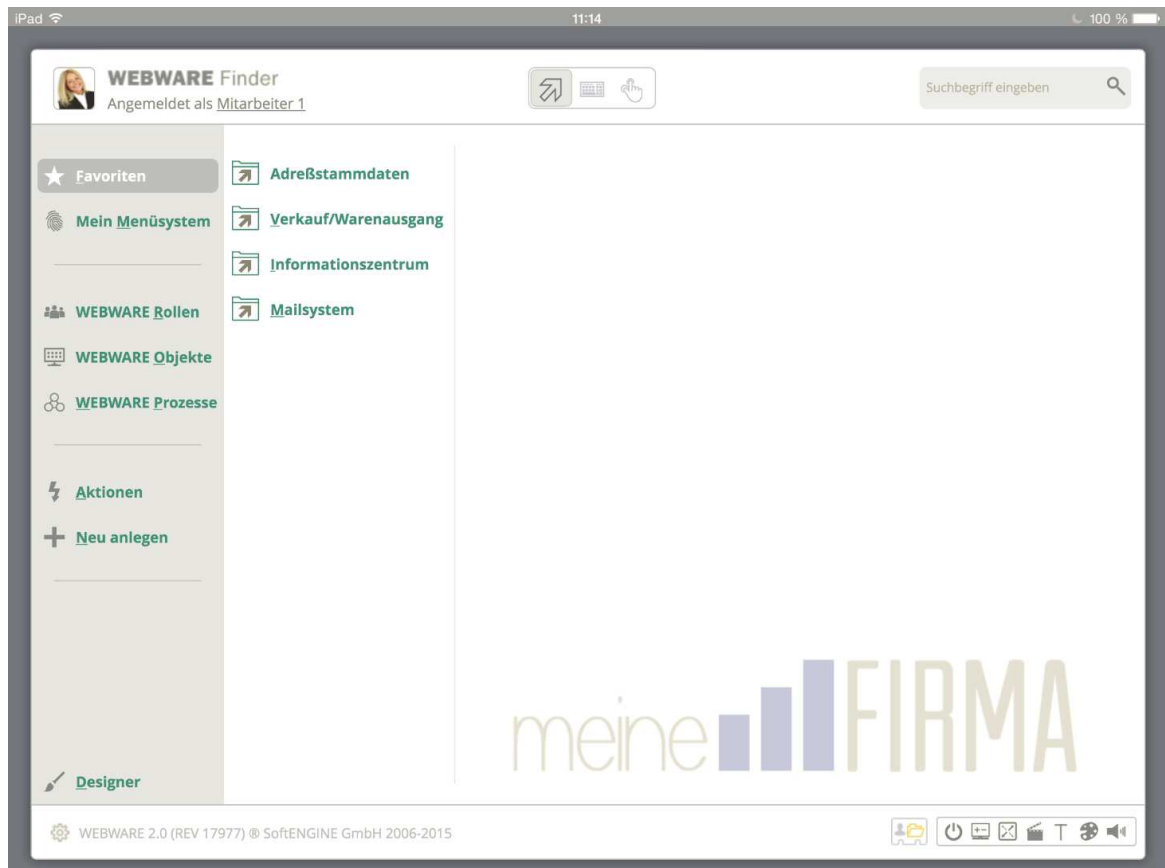 iPad 11:14 100 %
WEBWARE Finder
Angemeldet als Mitarbeiter 1
Suchbegriff eingeben
Favoriten
Mein Menüsystem
WEBWARE Rollen
WEBWARE Objekte
WEBWARE Prozesse
Aktionen
Neu anlegen
Designer
Adreßstammdaten
Verkauf/Warenausgang
Informationszentrum
Mailsystem
meine FIRMA
WEBWARE 2.0 (REV 17977) ® SoftENGINE GmbH 2006-2015
T